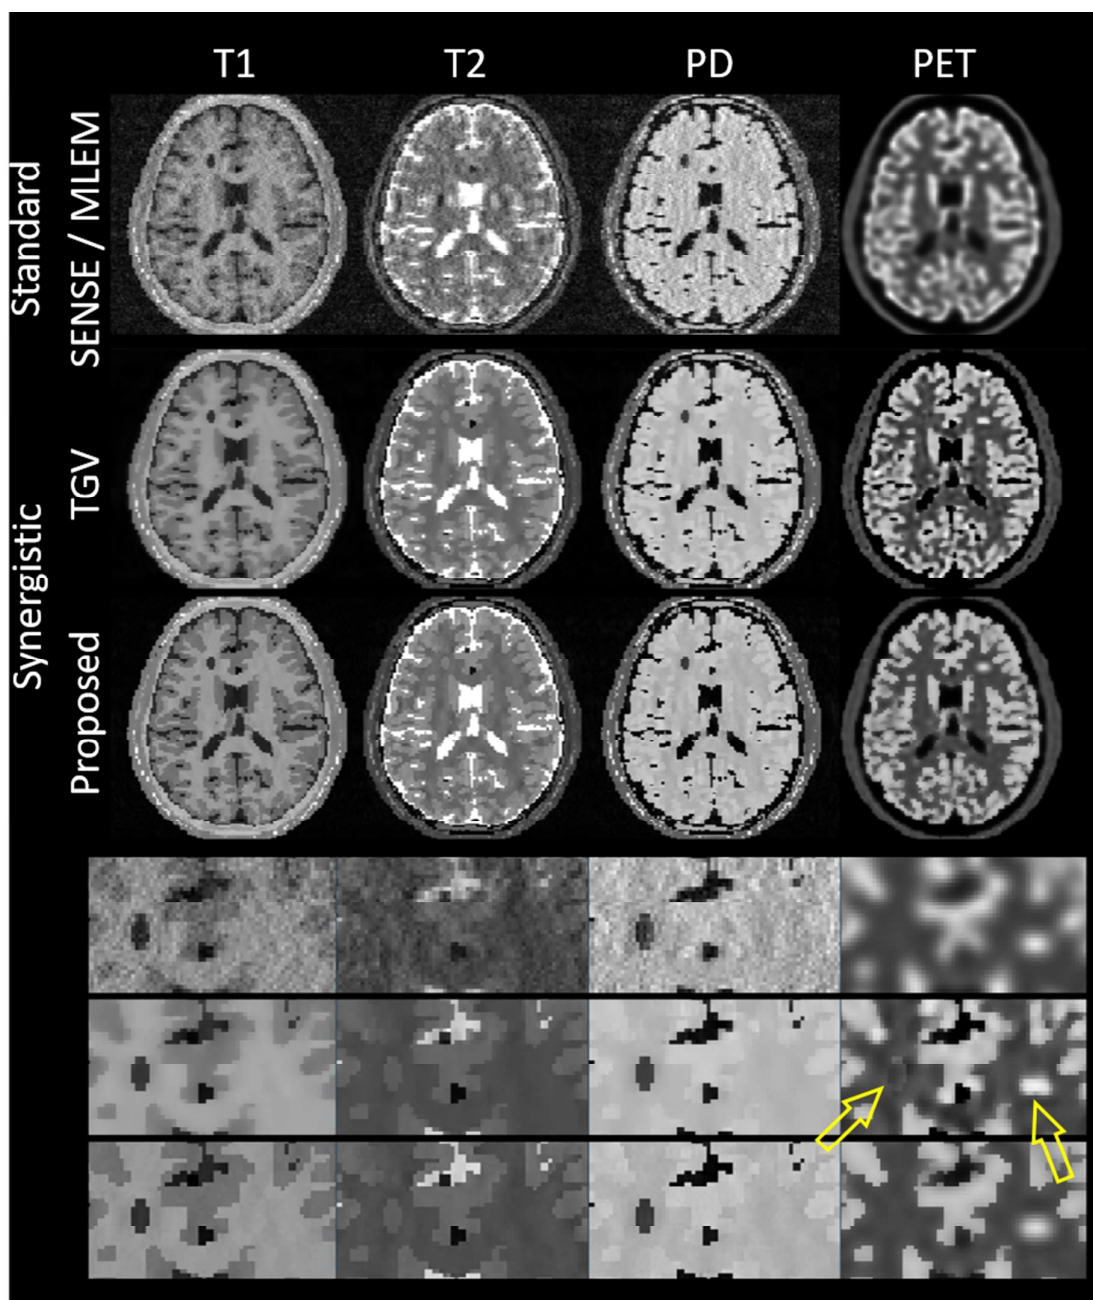 T1 T2 PD PET
Standard
SENSE / MLEM
Synergistic
TGV
Proposed